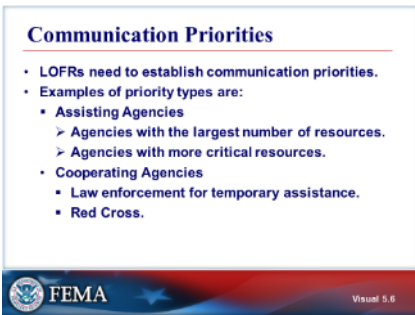 Communication Priorities
• LOFRs need to establish communication priorities.
• Examples of priority types are:
▪ Assisting Agencies
➢ Agencies with the largest number of resources.
➢ Agencies with more critical resources.
• Cooperating Agencies
▪ Law enforcement for temporary assistance.
▪ Red Cross.
FEMA
Visual 5.6